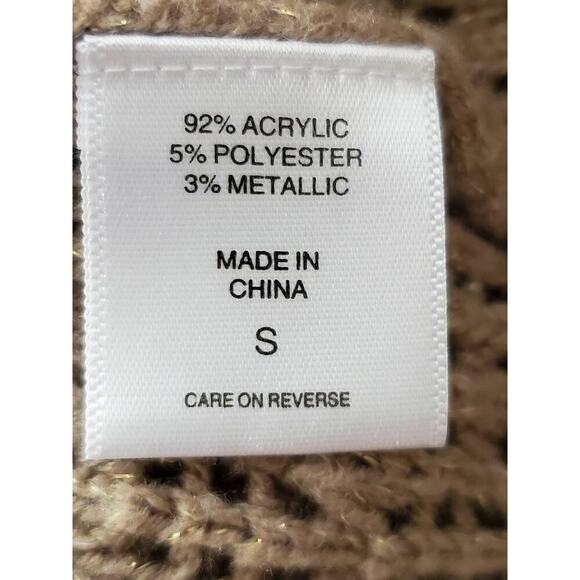 92% ACRYLIC
5% POLYESTER
3% METALLIC
MADE IN
CHINA
S
CARE ON REVERSE